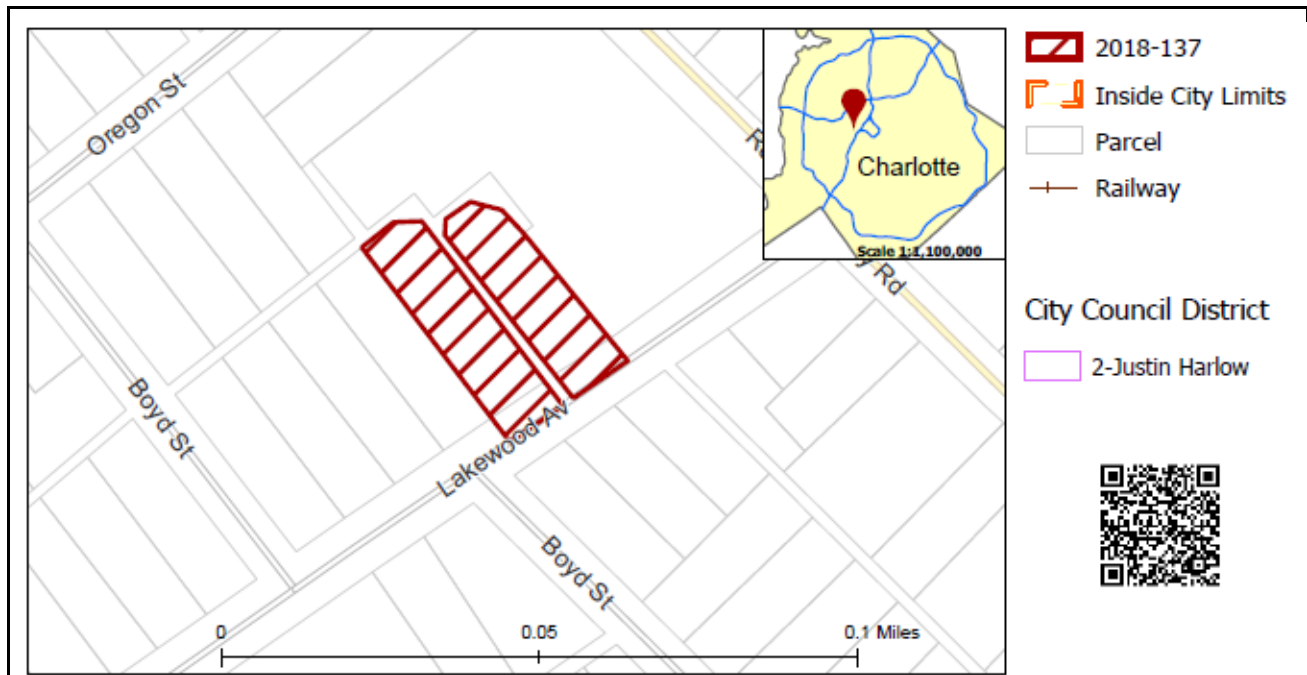 Oregon St
Charlotte
Scale 1:1,100,000
Rd
Boyd St
Lakewood Av
Boyd St
0
0.05
0.1 Miles
2018-137
Inside City Limits
Parcel
Railway
City Council District
2-Justin Harlow